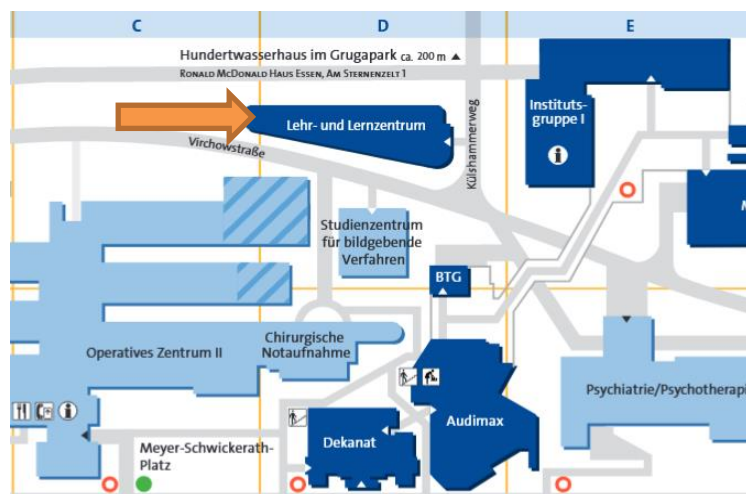 C
D
E
Hundertwasserhaus im Grugapark ca. 200 m
Ronald McDonald Haus Essen, Am Sternenzelt 1
Lehr- und Lernzentrum
Virchowstraße
Külshammerweg
Instituts-
gruppe I
Studienzentrum
für bildgebende
Verfahren
BTG
M
Operatives Zentrum II
Chirurgische
Notaufnahme
Psychiatrie/Psychotherapi
Dekanat
Audimax
Meyer-Schwickerath-
Platz